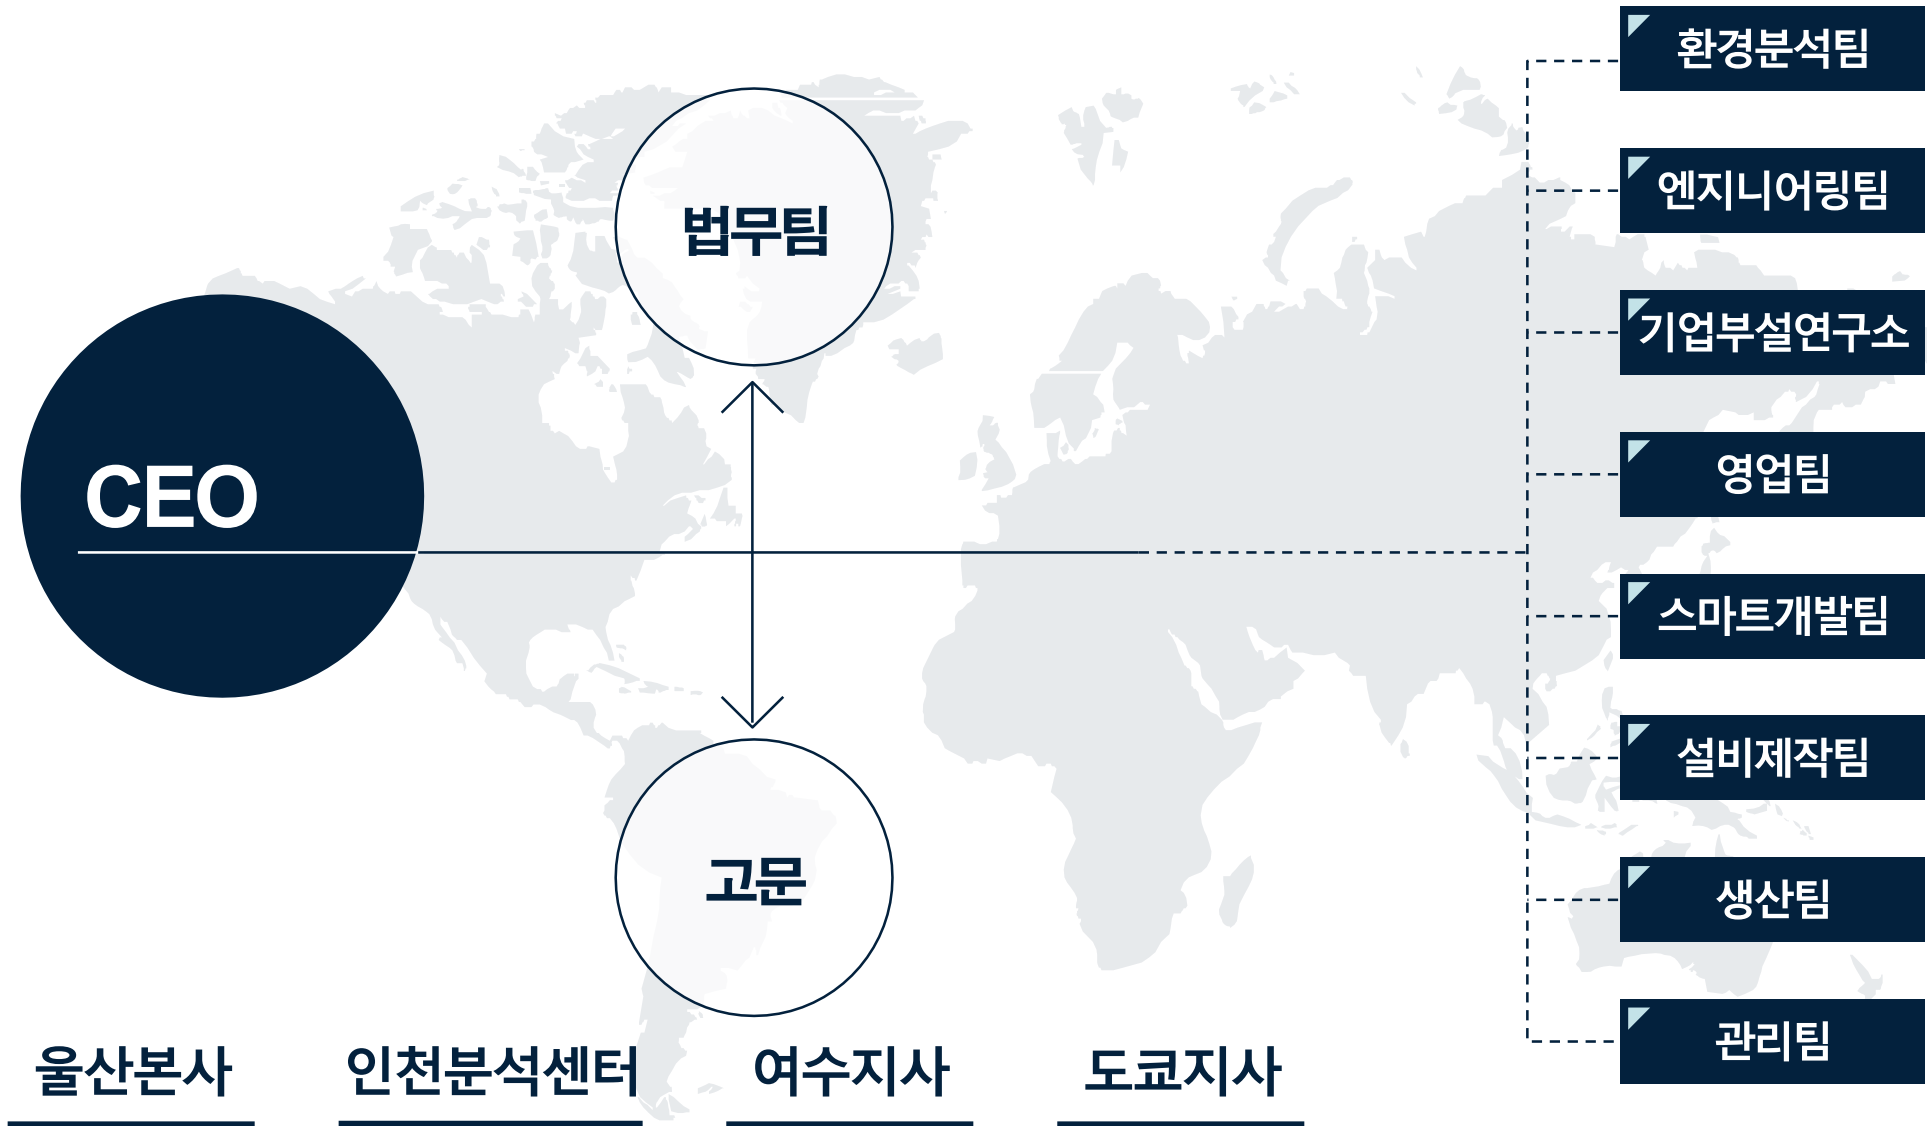 CEO
법무팀
고문
환경분석팀
엔지니어링팀
기업부설연구소
영업팀
스마트개발팀
설비제작팀
생산팀
관리팀
울산본사
인천분석센터
여수지사
도쿄지사